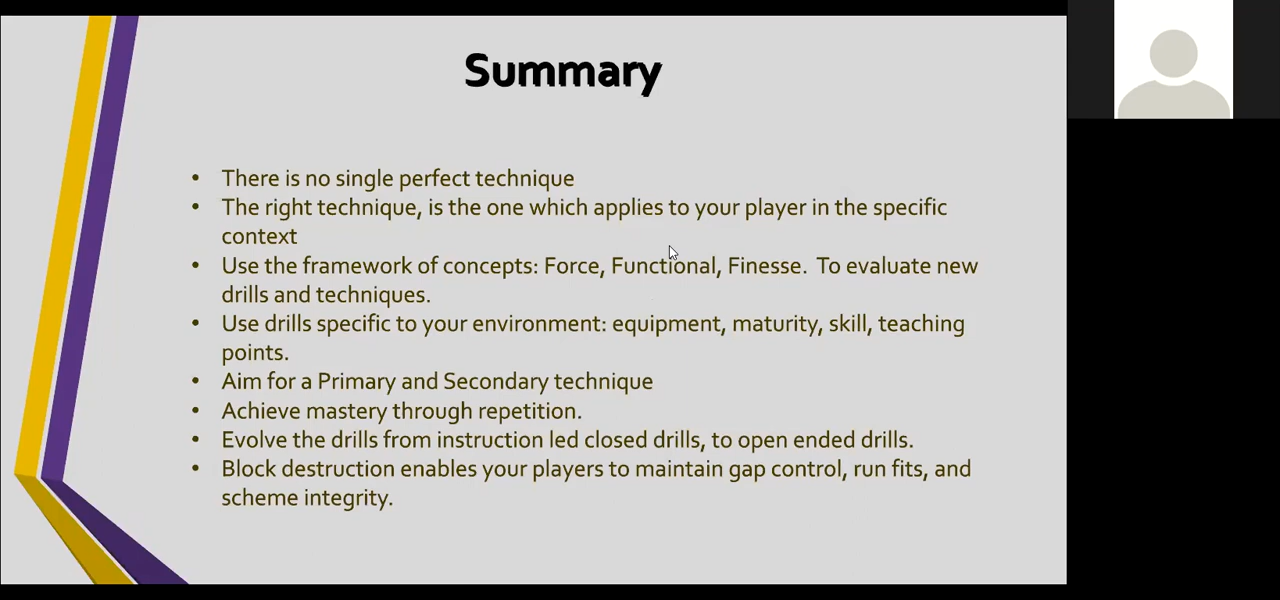 Summary
• There is no single perfect technique
• The right technique, is the one which applies to your player in the specific
context
• Use the framework of concepts: Force, Functional, Finesse.  To evaluate new
drills and techniques.
• Use drills specific to your environment: equipment, maturity, skill, teaching
points.
• Aim for a Primary and Secondary technique
• Achieve mastery through repetition.
• Evolve the drills from instruction led closed drills, to open ended drills.
• Block destruction enables your players to maintain gap control, run fits, and
scheme integrity.